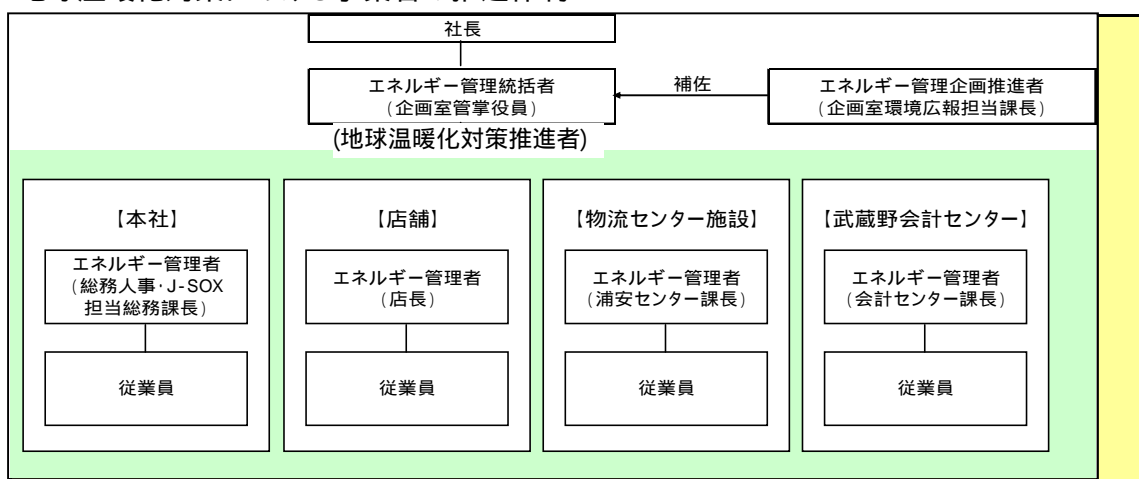 社長
エネルギー管理統括者
(企画室管掌役員)
補佐
エネルギー管理企画推進者
(企画室環境広報担当課長)
(地球温暖化対策推進者)
【本社】
エネルギー管理者
(総務人事・J-SOX
担当総務課長)
従業員
【店舗】
エネルギー管理者
(店長)
従業員
【物流センター施設】
エネルギー管理者
(浦安センター課長)
従業員
【武蔵野会計センター】
エネルギー管理者
(会計センター課長)
従業員